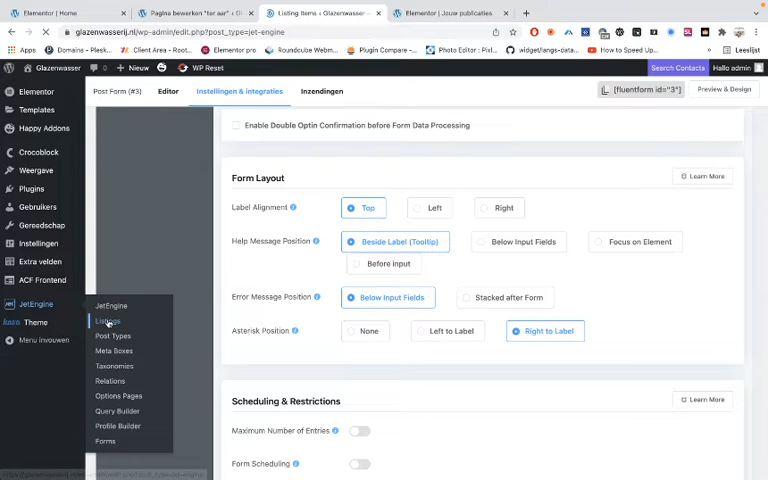 Elementor | Home
Pagina bewerken "ter aar" ‹ G
Listing Items ‹ Glazenwasser
Elementor | Jouw publicaties
glazenwasserij.nl/wp-admin/edit.php?post_type=jet-engine
Apps
Domains - Plesk...
Client Area - Root...
Elementor pro
Roundcube Webm...
Plugin Compare -...
Photo Editor : Pixl...
widget/langs-data...
How to Speed Up...
Leeslijst
Glazenwasser
0
Nieuw
WP Reset
Search Contacts
Hallo admin
Elementor
Templates
Happy Addons
Crocoblock
Weergave
Plugins
Gebruikers
Gereedschap
Instellingen
Extra velden
ACF Frontend
JetEngine
Theme
Menu invouwen
JetEngine
Listings
Post Types
Meta Boxes
Taxonomies
Relations
Options Pages
Query Builder
Profile Builder
Forms
Post Form (#3)
Editor
Instellingen & integraties
Inzendingen
[fluentform id="3"]
Preview & Design
Enable Double Optin Confirmation before Form Data Processing
Form Layout
Learn More
Label Alignment
Top
Left
Right
Help Message Position
Beside Label (Tooltip)
Below Input Fields
Focus on Element
Before input
Error Message Position
Below Input Fields
Stacked after Form
Asterisk Position
None
Left to Label
Right to Label
Scheduling & Restrictions
Learn More
Maximum Number of Entries
Form Scheduling